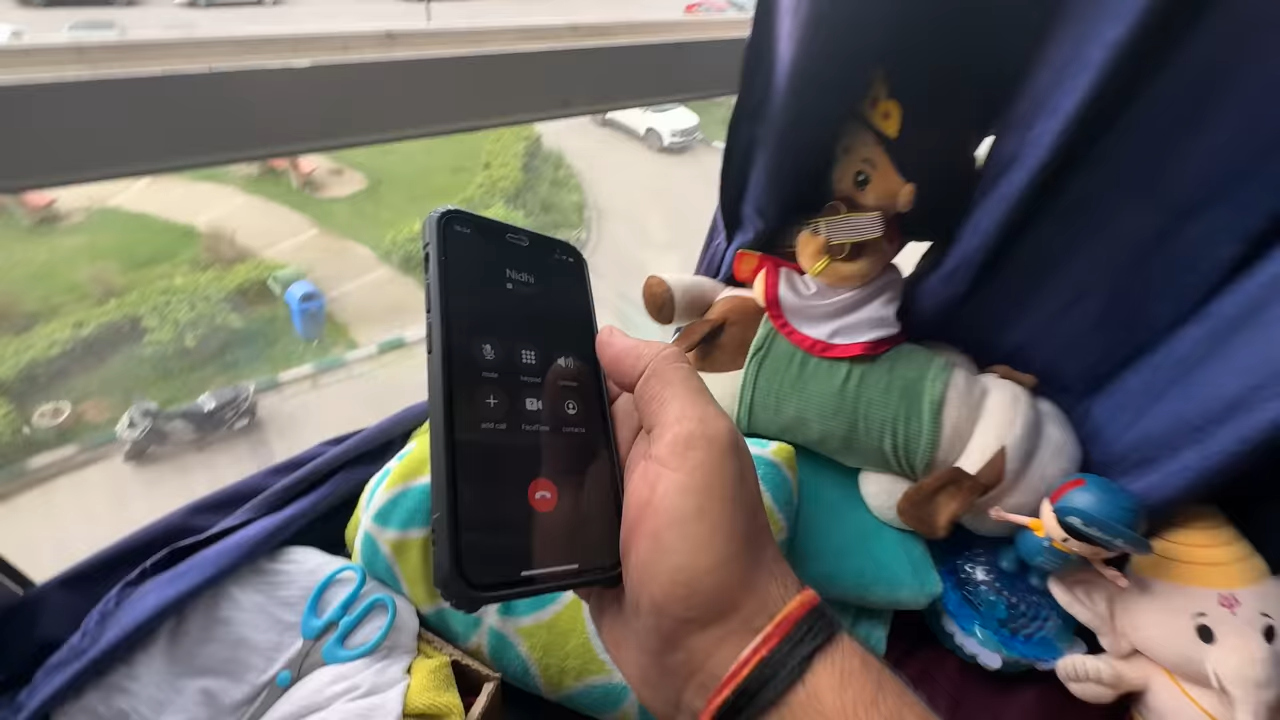 Nidhi
mute
keypad
add call
FaceTime
contacts